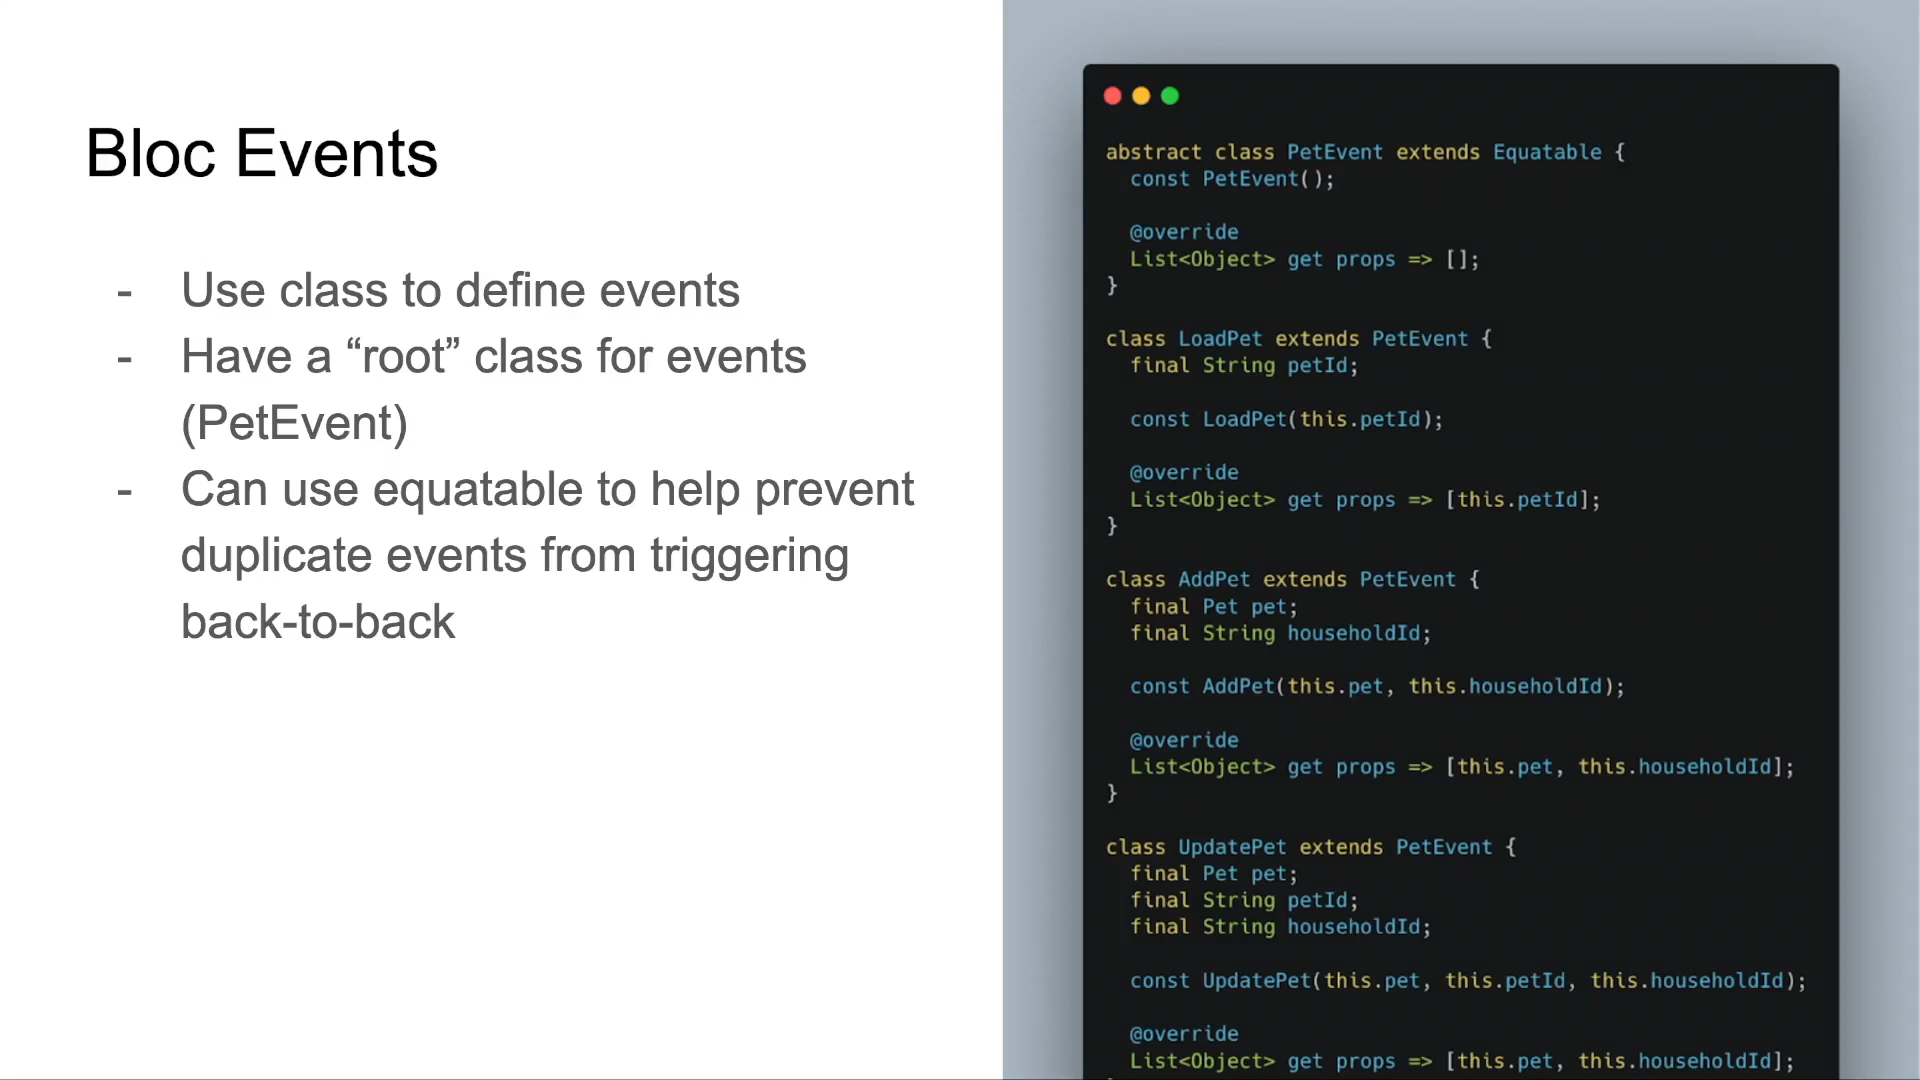 Bloc Events
- Use class to define events
- Have a “root” class for events
(PetEvent)
- Can use equatable to help prevent
duplicate events from triggering
back-to-back
abstract class PetEvent extends Equatable {
  const PetEvent();

  @override
  List<Object> get props => [];
}

class LoadPet extends PetEvent {
  final String petId;

  const LoadPet(this.petId);

  @override
  List<Object> get props => [this.petId];
}

class AddPet extends PetEvent {
  final Pet pet;
  final String householdId;

  const AddPet(this.pet, this.householdId);

  @override
  List<Object> get props => [this.pet, this.householdId];
}

class UpdatePet extends PetEvent {
  final Pet pet;
  final String petId;
  final String householdId;

  const UpdatePet(this.pet, this.petId, this.householdId);

  @override
  List<Object> get props => [this.pet, this.householdId];